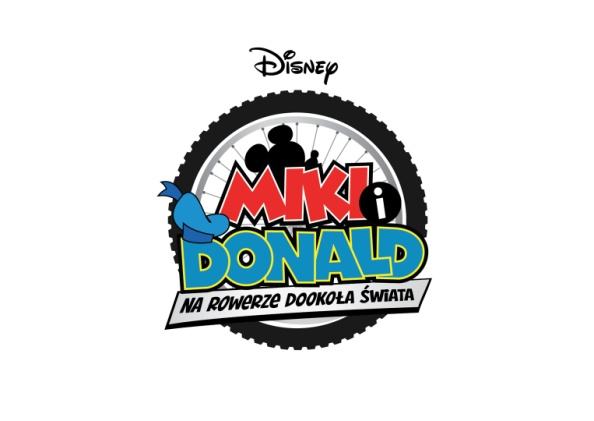 Disney
MIKI i
DONALD
NA ROWERZE DOOKOŁA ŚWIATA